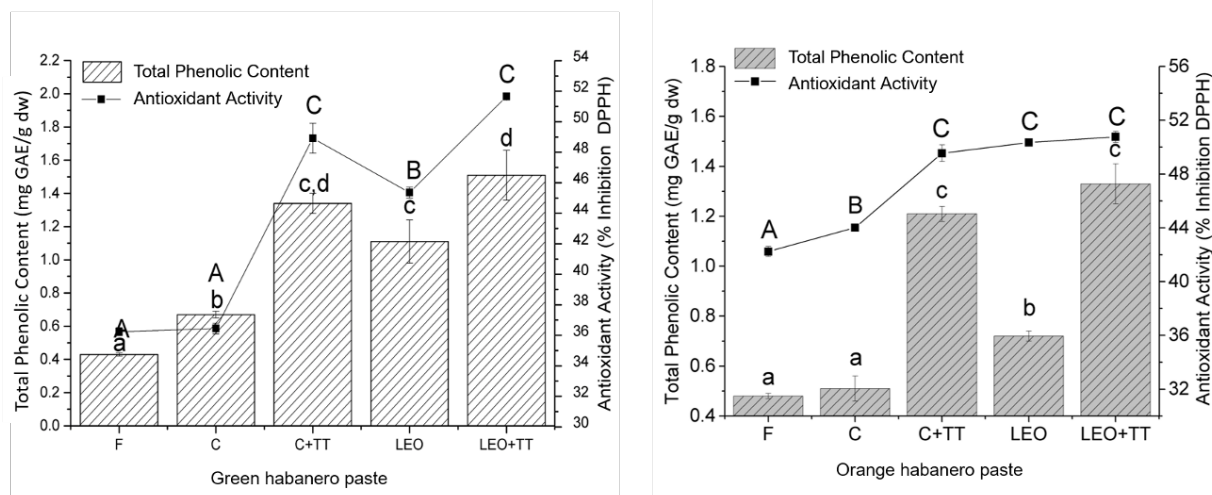 Total Phenolic Content
Antioxidant Activity
Total Phenolic Content (mg GAE/g dw)
2.2
2.0
1.8
1.6
1.4
1.2
1.0
0.8
0.6
0.4
0.2
0.0
54
52
50
48
46
44
42
40
38
36
34
32
30
Antioxidant Activity (% Inhibition DPPH)
A
a
A
b
C
c,d
B
c
C
d
F C C+TT LEO LEO+TT
Green habanero paste
Total Phenolic Content
Antioxidant Activity
Total Phenolic Content (mg GAE/g dw)
1.8
1.6
1.4
1.2
1.0
0.8
0.6
0.4
56
52
48
44
40
36
32
Antioxidant Activity (% Inhibition DPPH)
A
a
B
a
C
c
C
b
C
c
F C C+TT LEO LEO+TT
Orange habanero paste